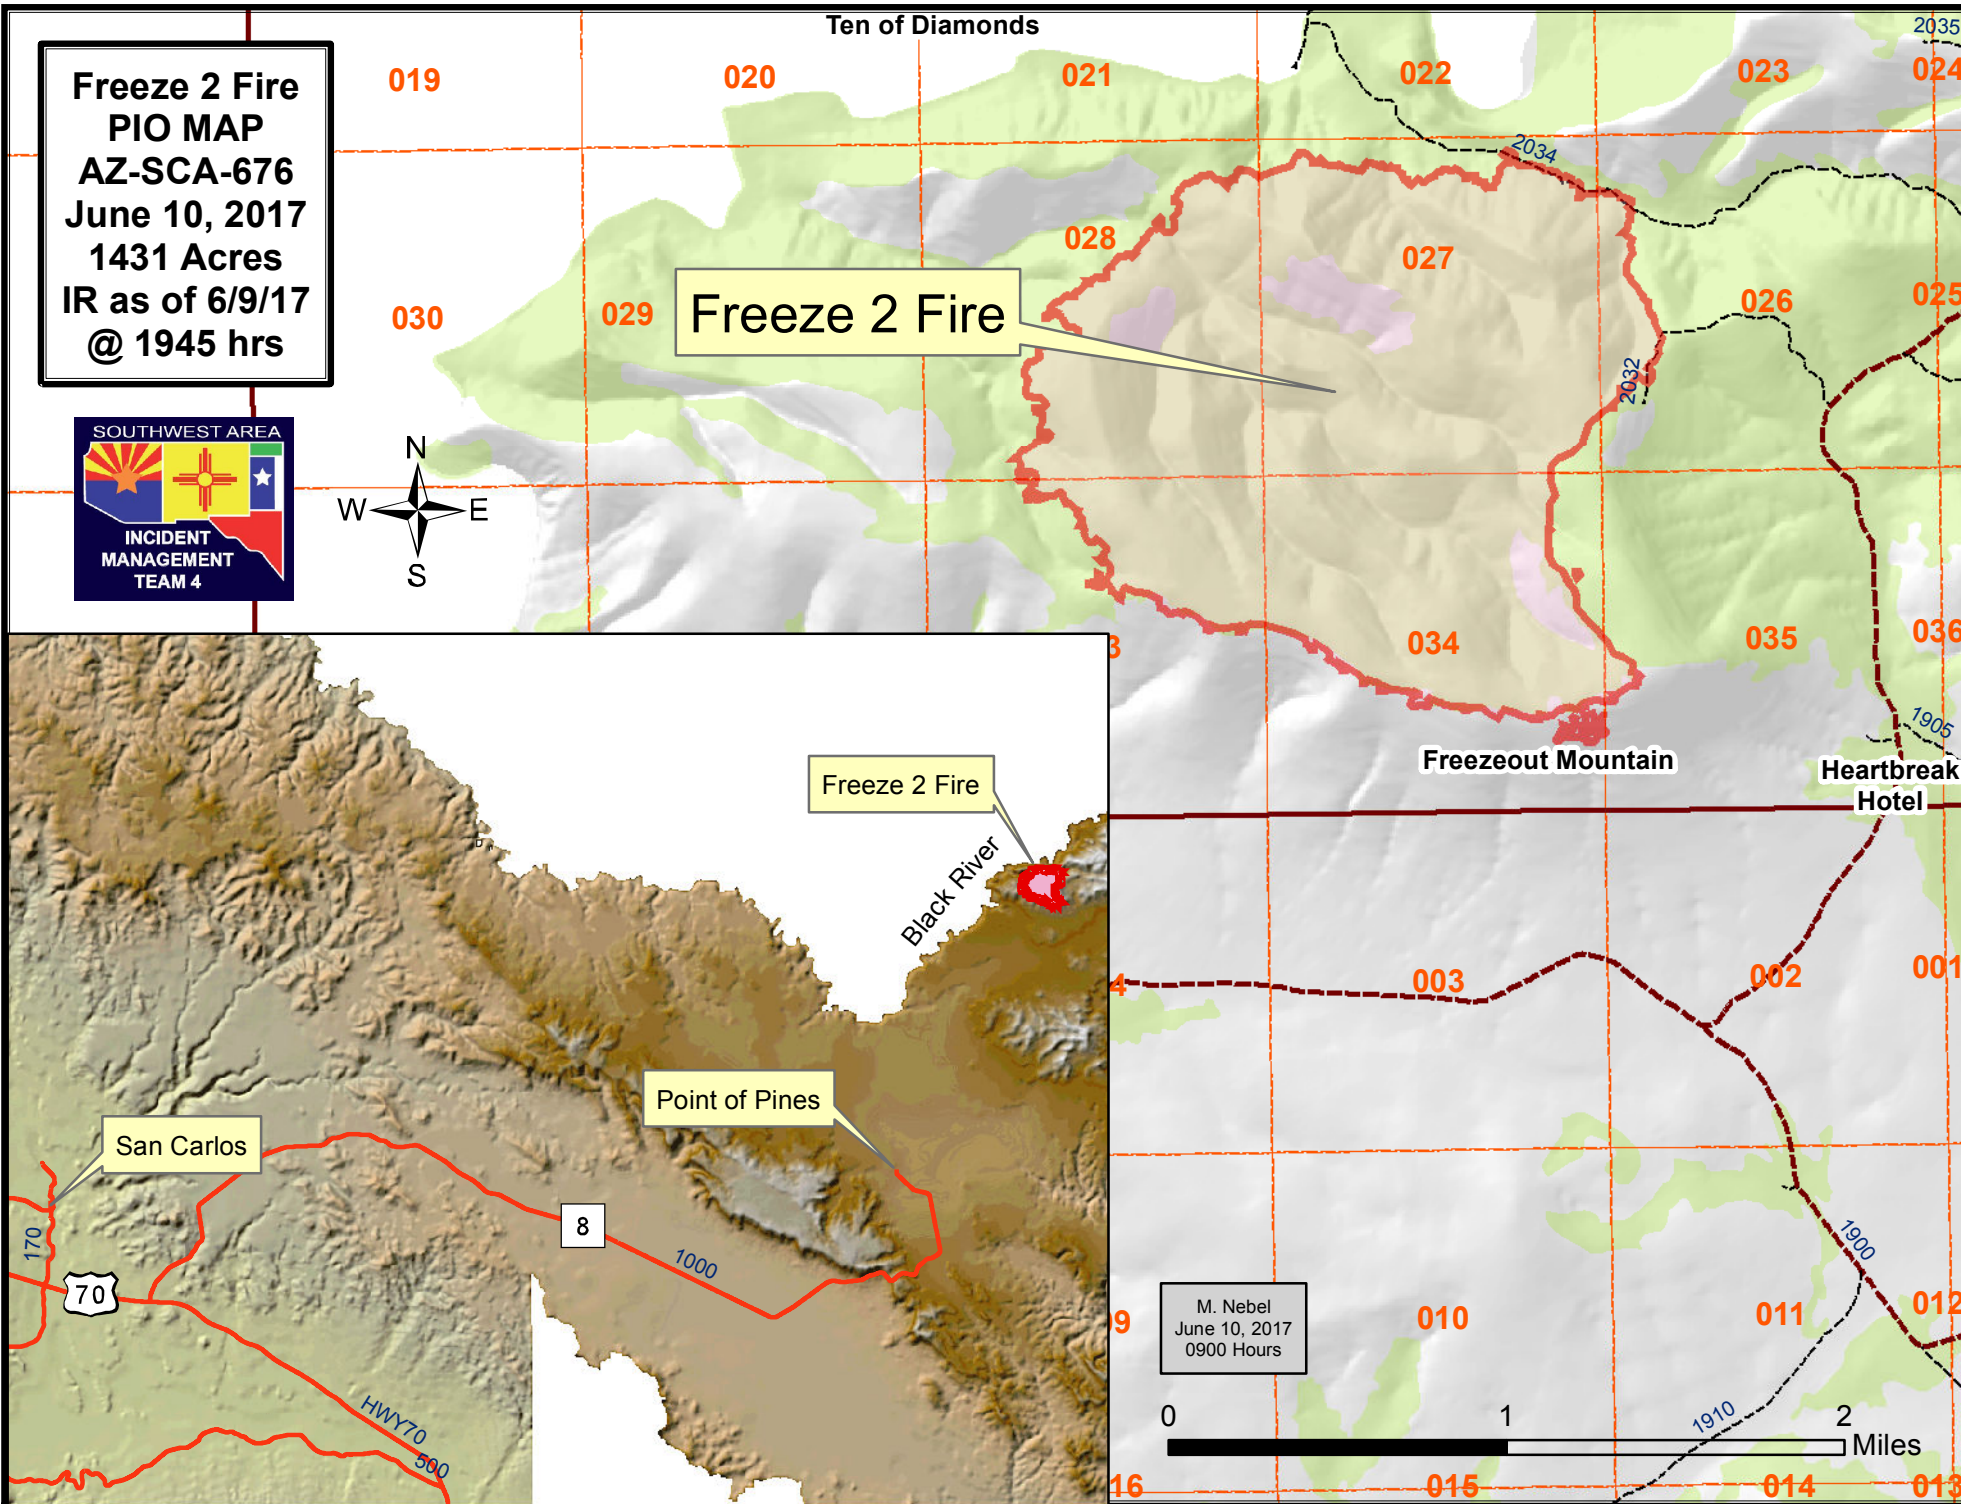 Freeze 2 Fire
PIO MAP
AZ-SCA-676
June 10, 2017
1431 Acres
IR as of 6/9/17
@ 1945 hrs
Ten of Diamonds
2035
019
020
021
022
023
024
2034
028
027
030
029
Freeze 2 Fire
026
025
2032
SOUTHWEST AREA
INCIDENT
MANAGEMENT
TEAM 4
N
W
E
S
3
034
035
036
1905
Freezeout Mountain
Heartbreak
Hotel
Freeze 2 Fire
Black River
4
003
002
001
Point of Pines
San Carlos
8
170
1000
70
1900
HWY70
500
M. Nebel
June 10, 2017
0900 Hours
09
010
011
012
0
1
2
Miles
1910
16
015
014
013